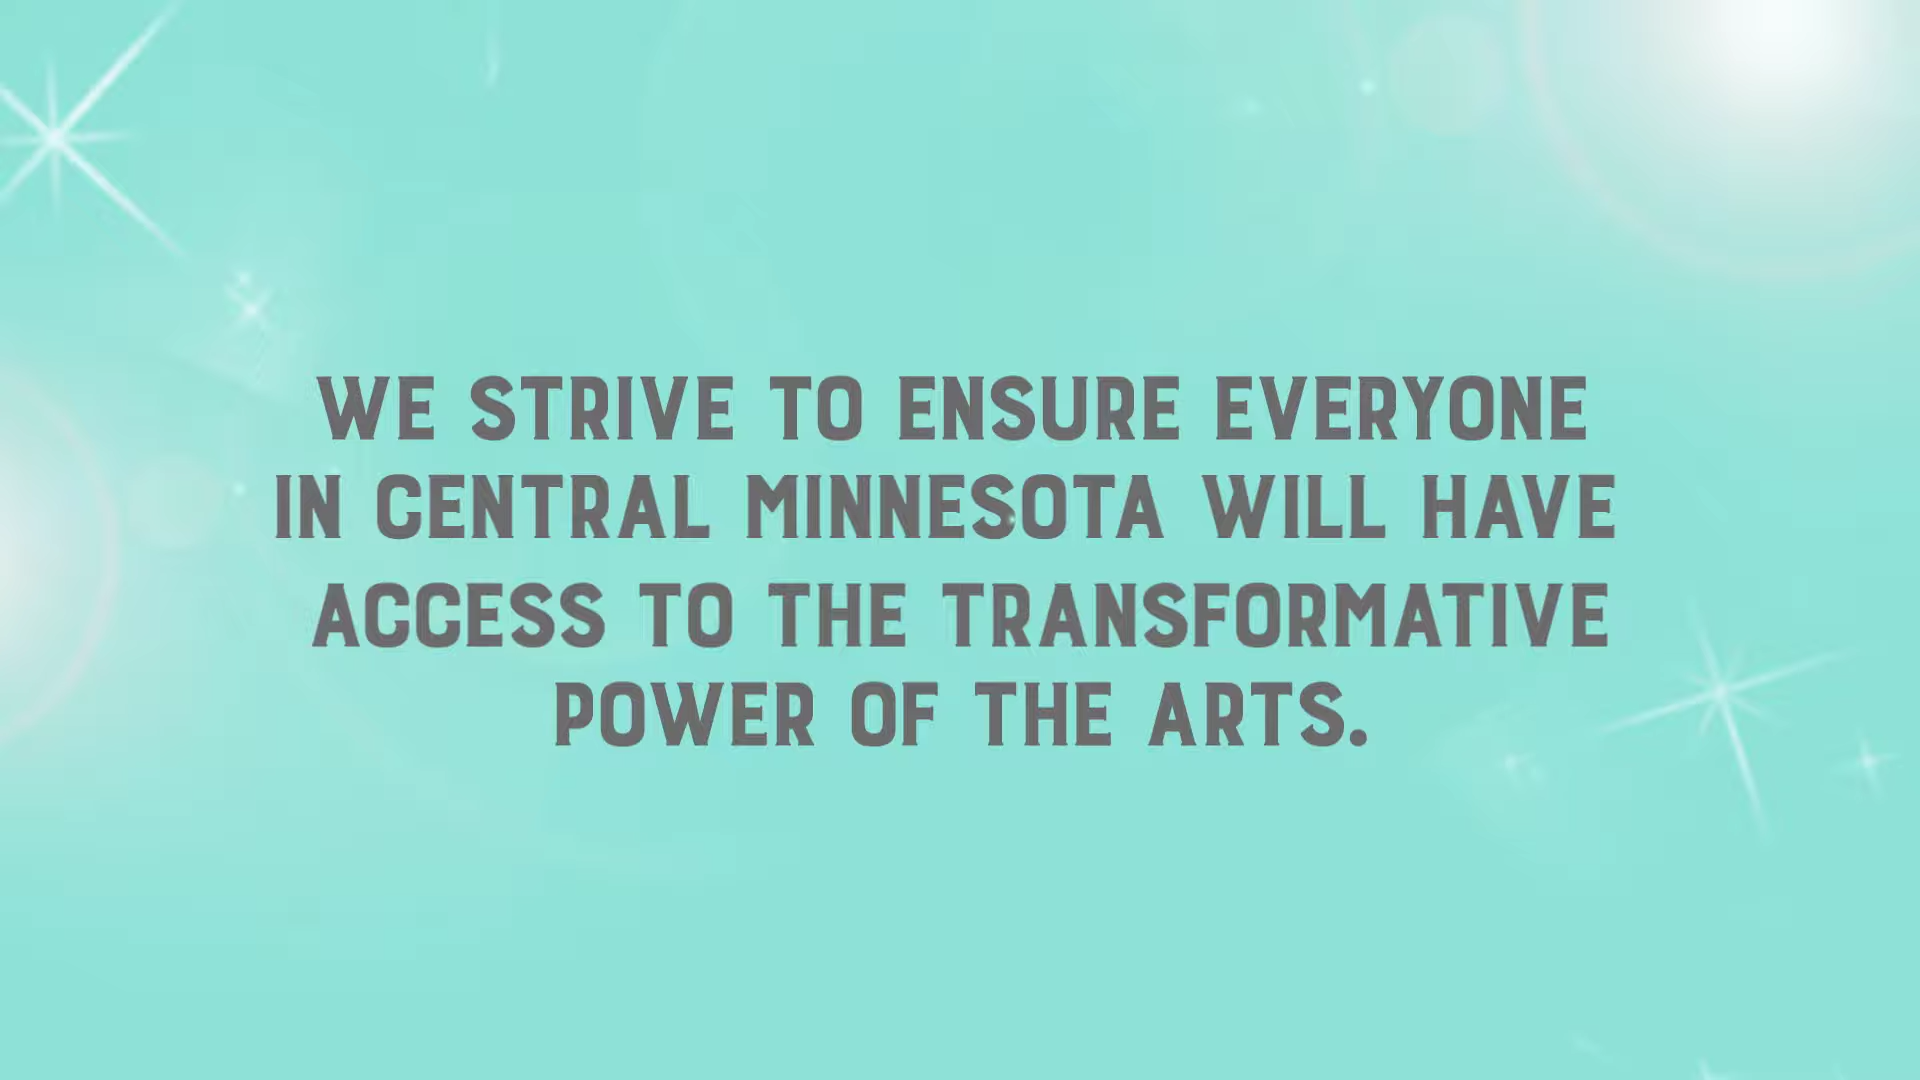 WE STRIVE TO ENSURE EVERYONE
IN CENTRAL MINNESOTA WILL HAVE
ACCESS TO THE TRANSFORMATIVE
POWER OF THE ARTS.